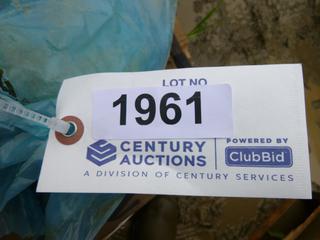 LOT NO
1961
CENTURY AUCTIONS
POWERED BY
ClubBid
A DIVISION OF CENTURY SERVICES